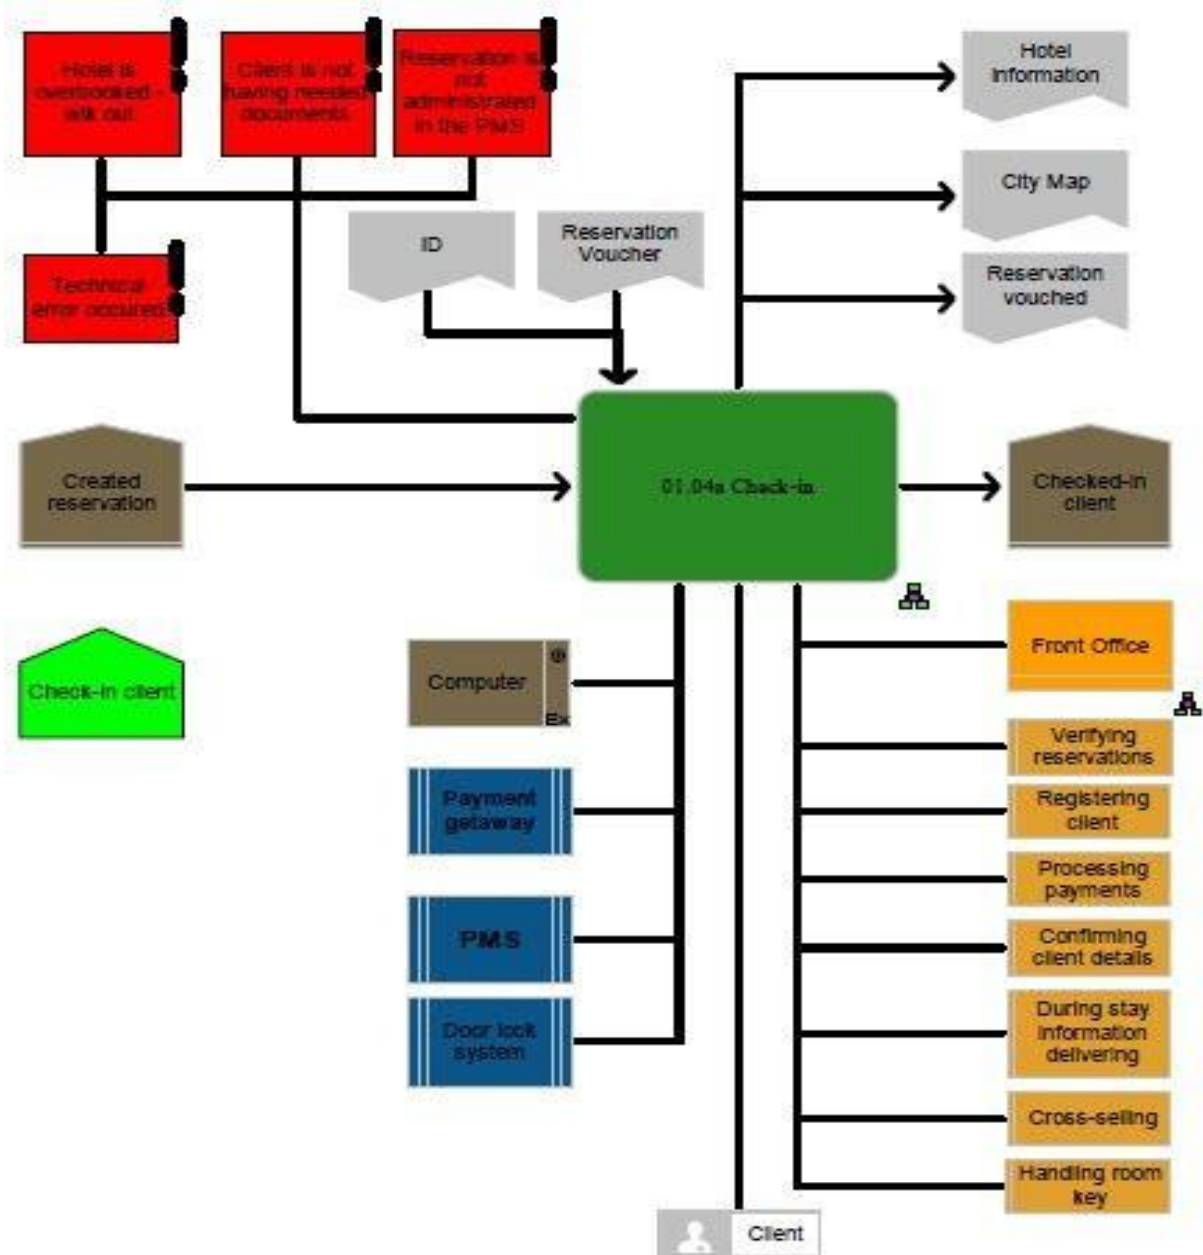 Hotel is
overbooked -
wlk out
Client is not
having needed
documents
Reservation is
not
administrated
in the PMS
Hotel
Information
City Map
ID
Reservation
Voucher
Technical
error occured
Reservation
vouched
Created
reservation
01.04a Check-in
Checked-in
client
Check-in client
Computer
Ex
Front Office
Verifying
reservations
Payment
getaway
Registering
client
Processing
payments
PMS
Confirming
client details
Door lock
system
During stay
information
delivering
Cross-selling
Handling room
key
Client